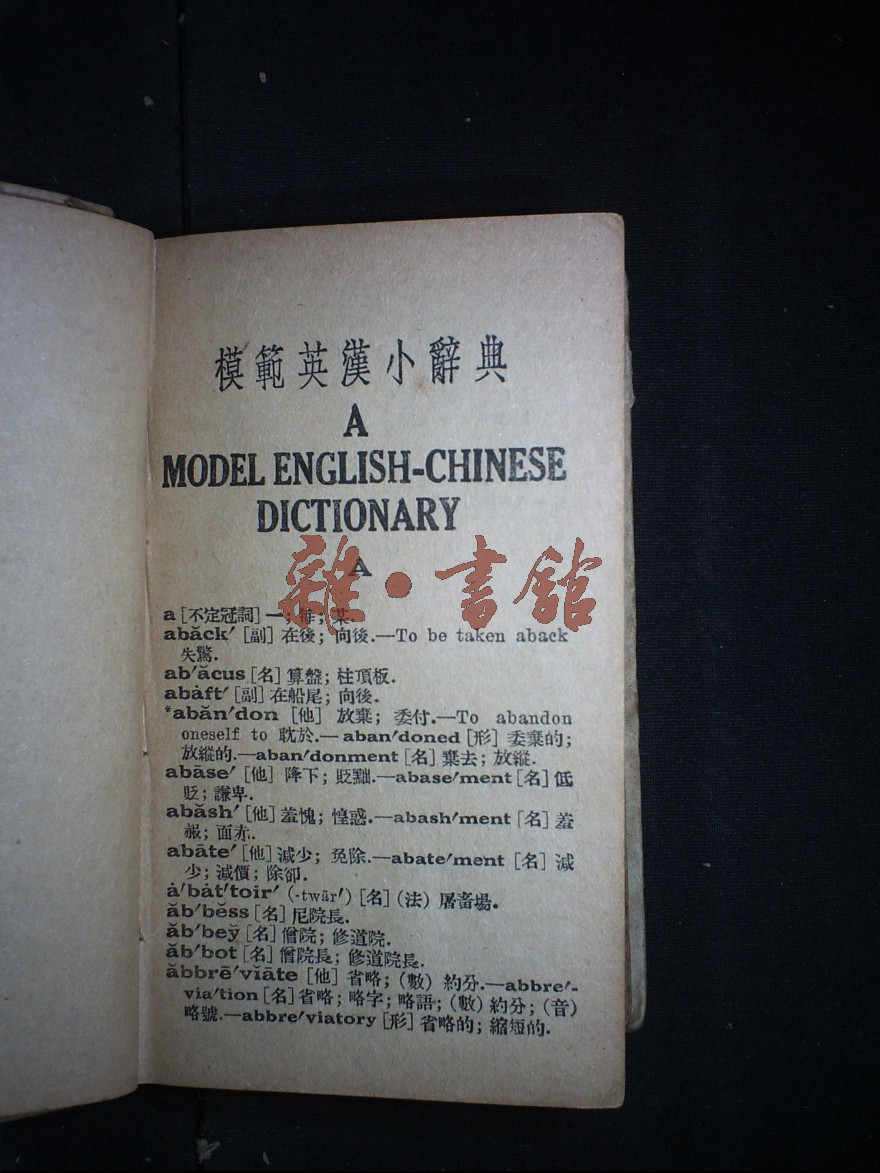 模範英漢小辭典
A
MODEL ENGLISH-CHINESE
DICTIONARY
A
雜·書館
a [不定冠詞] 一; 每; 某.
abăck′ [副] 在後; 向後.—To be taken aback
失驚.
ab′ăcus [名] 算盤; 柱頂板.
abȧft′ [副] 在船尾; 向後.
*abăn′don [他] 放棄; 委付.—To abandon
oneself to 耽於.—aban′doned [形] 委棄的;
放縱的.—aban′donment [名] 棄去; 放縱.
abāse′ [他] 降下; 貶黜.—abase′ment [名] 低
貶; 謙卑.
abăsh′ [他] 羞愧; 惶惑.—abash′ment [名] 羞
赧; 面赤.
abāte′ [他] 減少; 免除.—abate′ment [名] 減
少; 減價; 除卻.
ȧ′bȧt′toir′ (-twär′) [名] (法) 屠畜場.
ăb′bĕss [名] 尼院長.
ăb′bey̆ [名] 僧院; 修道院.
ăb′bot [名] 僧院長; 修道院長.
ăbbrē′vĭāte [他] 省略; (數) 約分.—abbre′-
via′tion [名] 省略; 略字; 略語; (數) 約分; (音)
略號.—abbre′viatory [形] 省略的; 縮短的.